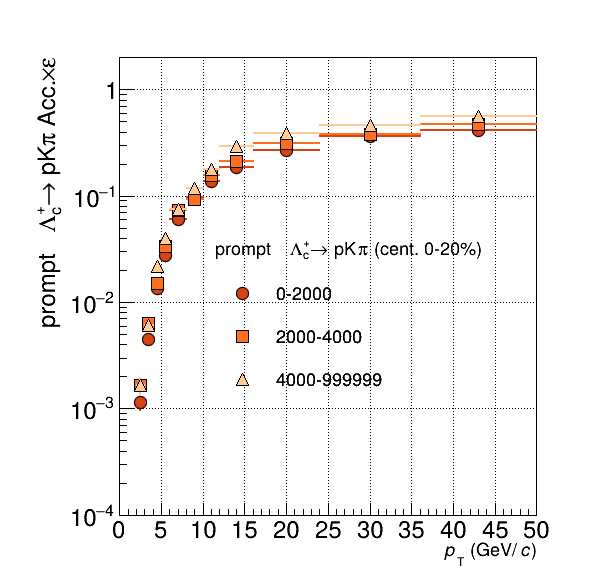 prompt Λc+→ pKπ Acc.×ε
1
10−1
10−2
10−3
10−4
prompt Λc+→ pKπ (cent. 0-20%)
0-2000
2000-4000
4000-999999
0 5 10 15 20 25 30 35 40 45 50
pT (GeV/c)